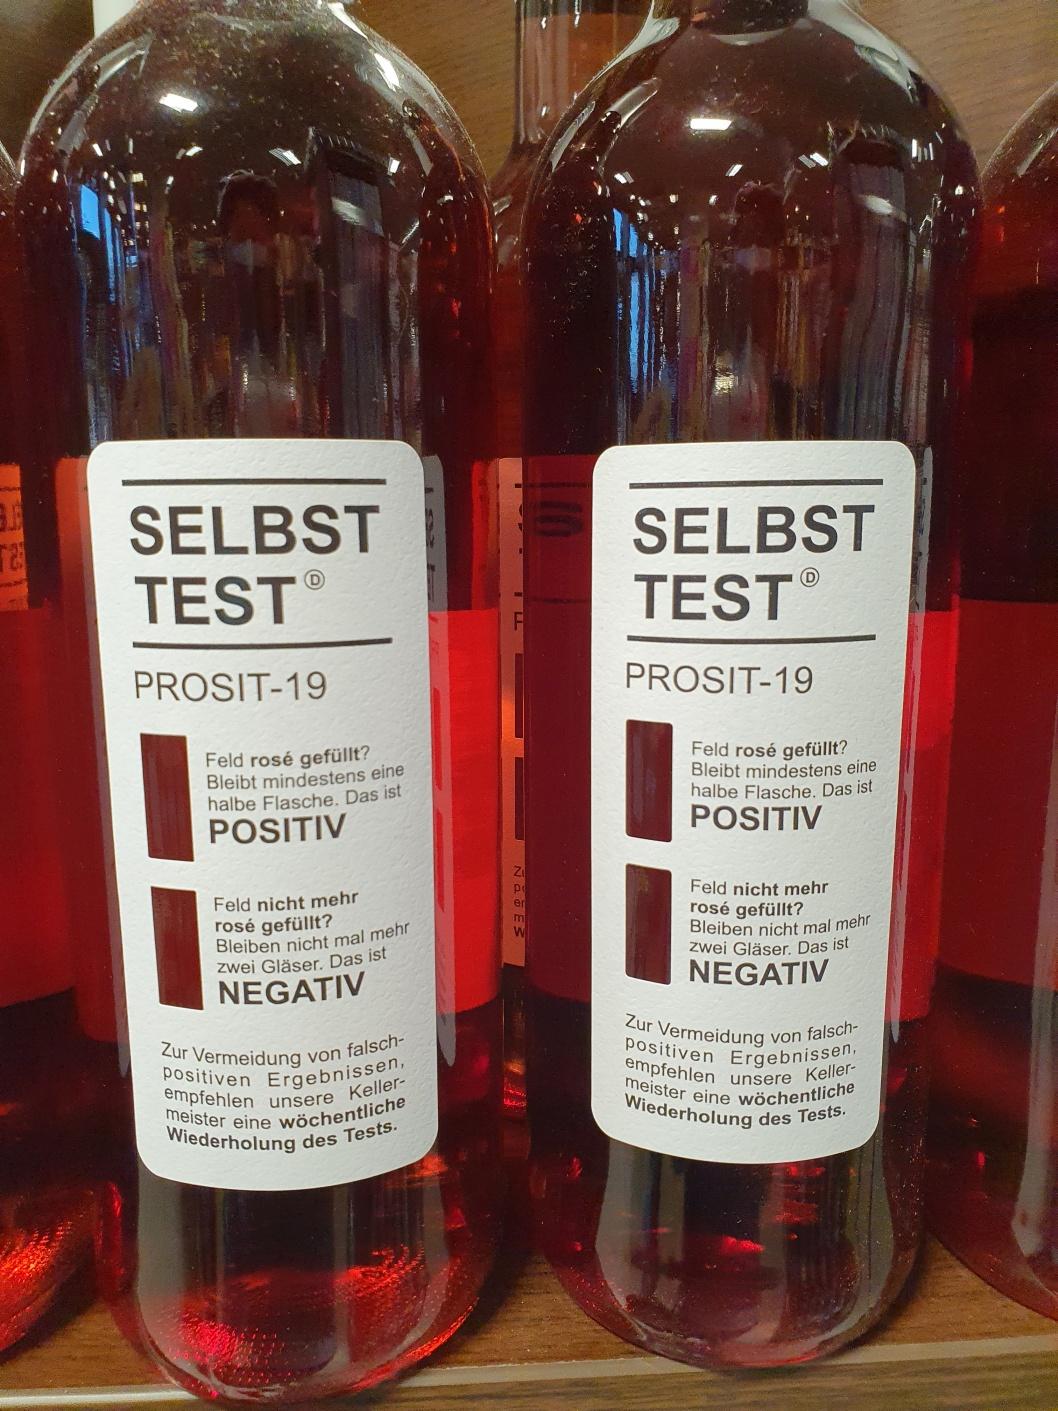 SELBST
TEST Ⓓ
PROSIT-19
Feld rosé gefüllt?
Bleibt mindestens eine
halbe Flasche. Das ist
POSITIV
Feld nicht mehr
rosé gefüllt?
Bleiben nicht mal mehr
zwei Gläser. Das ist
NEGATIV
Zur Vermeidung von falsch-
positiven Ergebnissen,
empfehlen unsere Keller-
meister eine wöchentliche
Wiederholung des Tests.
SELBST
TEST Ⓓ
PROSIT-19
Feld rosé gefüllt?
Bleibt mindestens eine
halbe Flasche. Das ist
POSITIV
Feld nicht mehr
rosé gefüllt?
Bleiben nicht mal mehr
zwei Gläser. Das ist
NEGATIV
Zur Vermeidung von falsch-
positiven Ergebnissen,
empfehlen unsere Keller-
meister eine wöchentliche
Wiederholung des Tests.